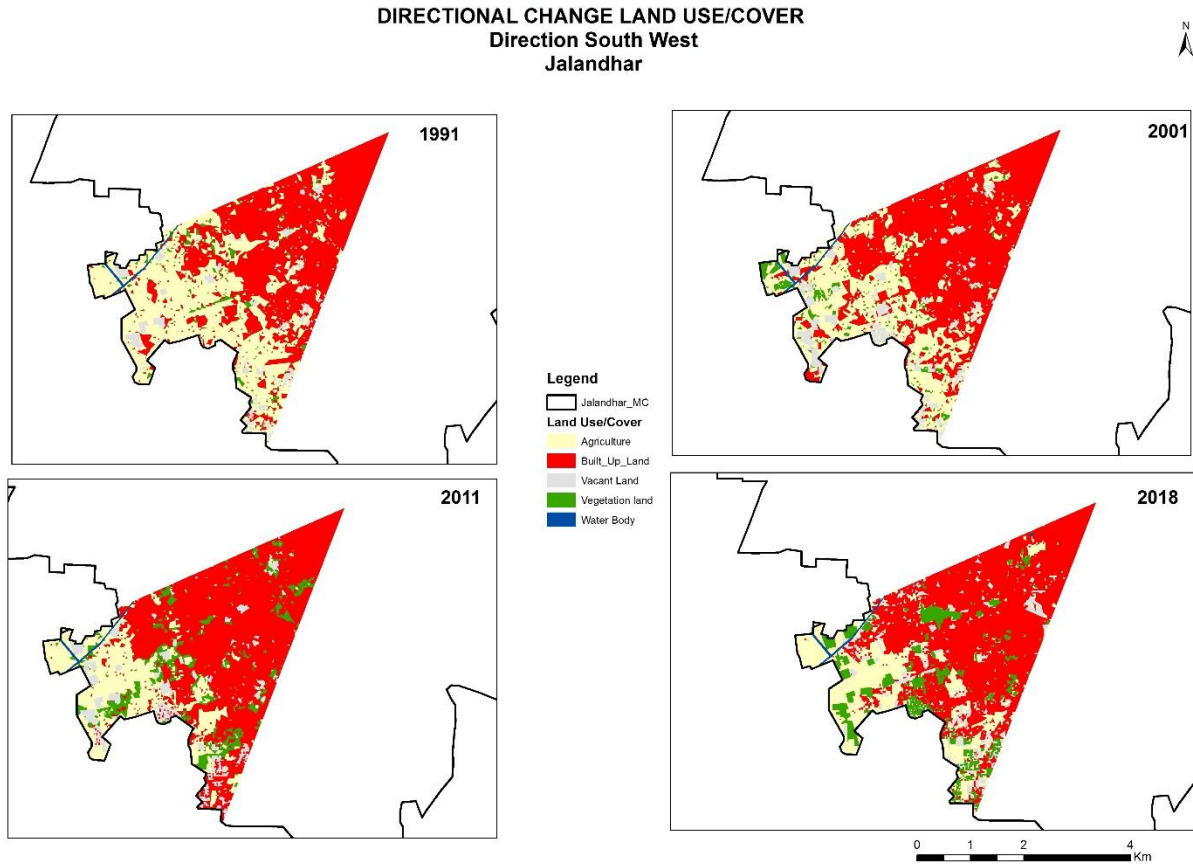 DIRECTIONAL CHANGE LAND USE/COVER
Direction South West
Jalandhar
N
1991
2001
Legend
Jalandhar_MC
Land Use/Cover
Agriculture
Built_Up_Land
Vacant Land
Vegetation land
Water Body
2011
2018
0 1 2 4
Km